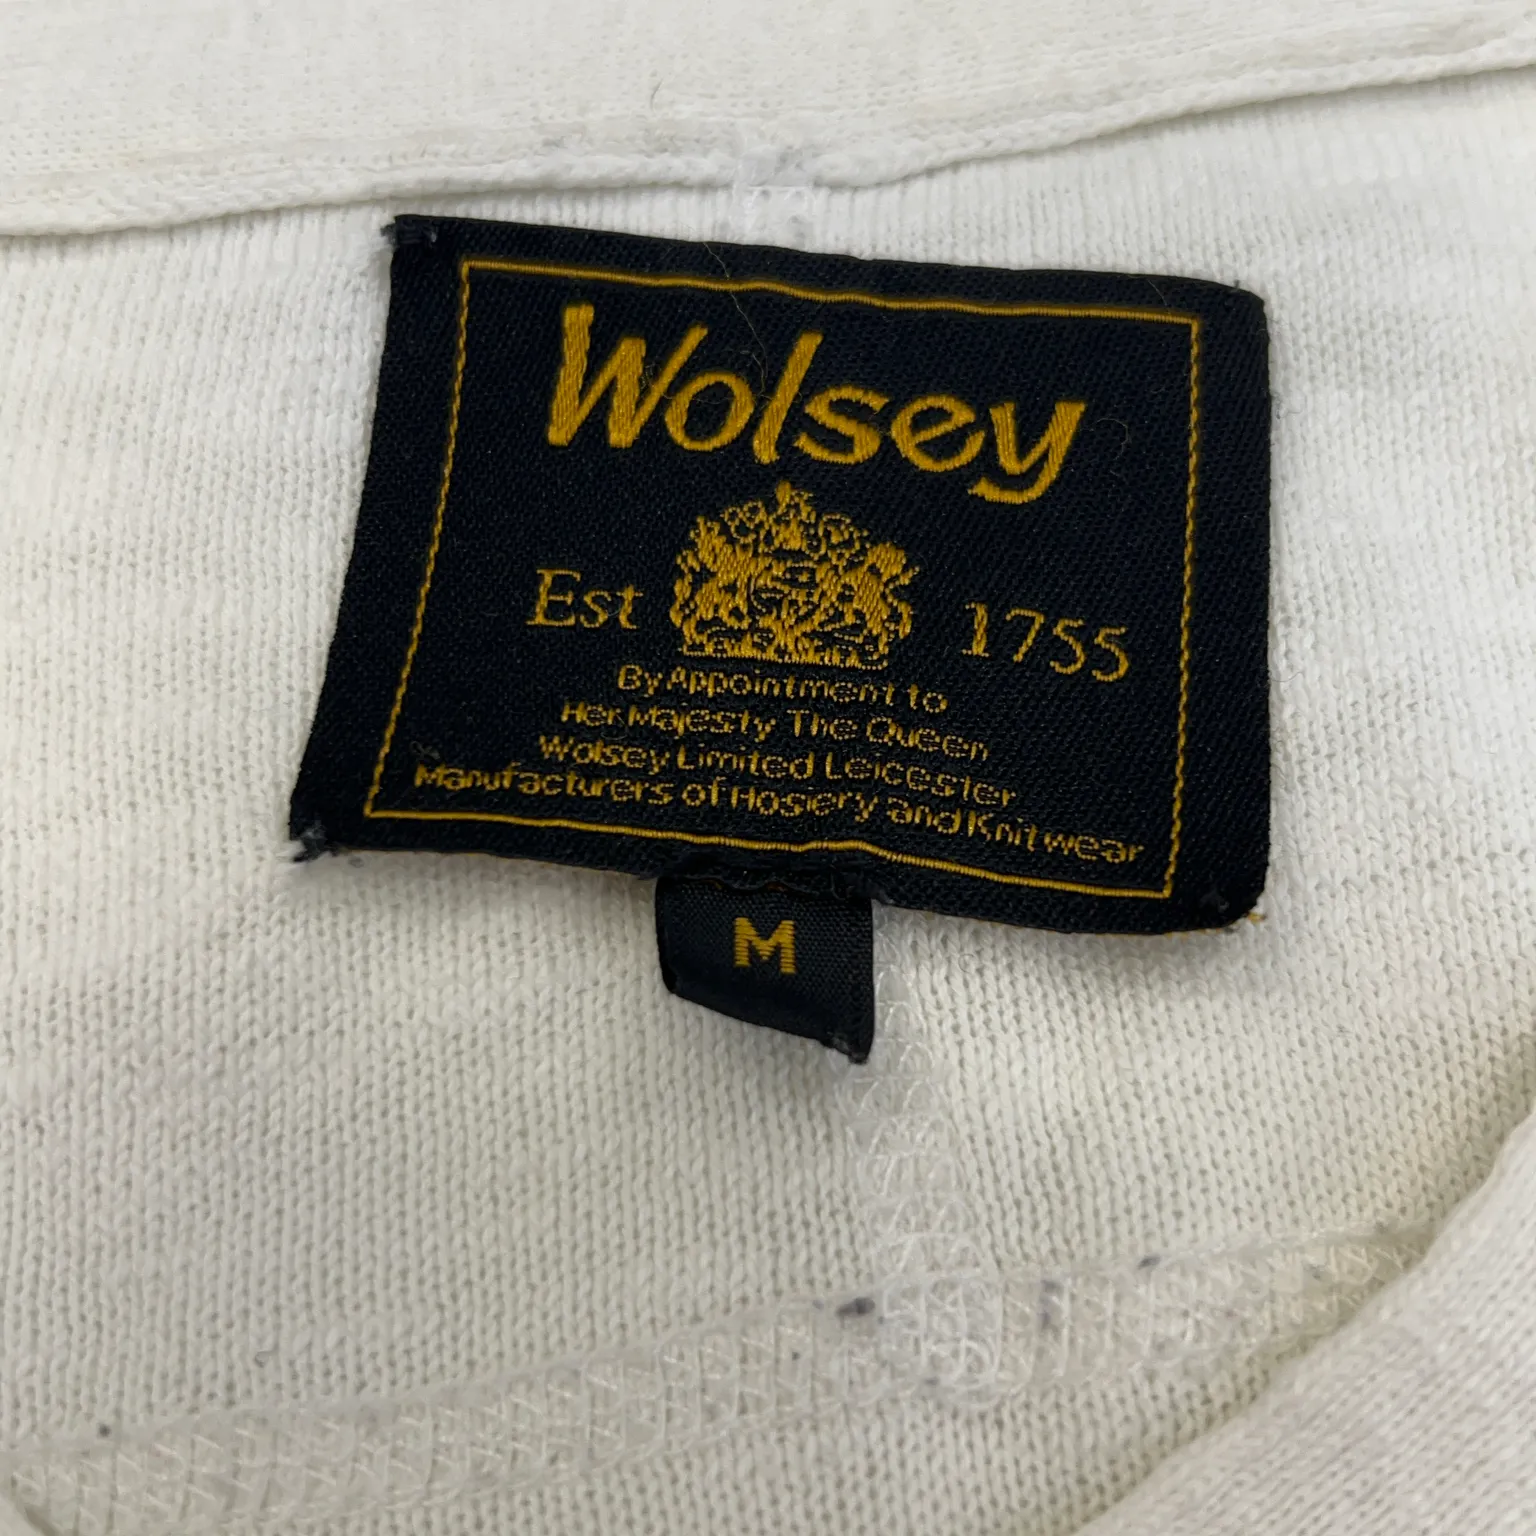 Wolsey
Est 1755
By Appointment to
Her Majesty The Queen
Wolsey Limited Leicester
Manufacturers of Hosiery and Knitwear
M